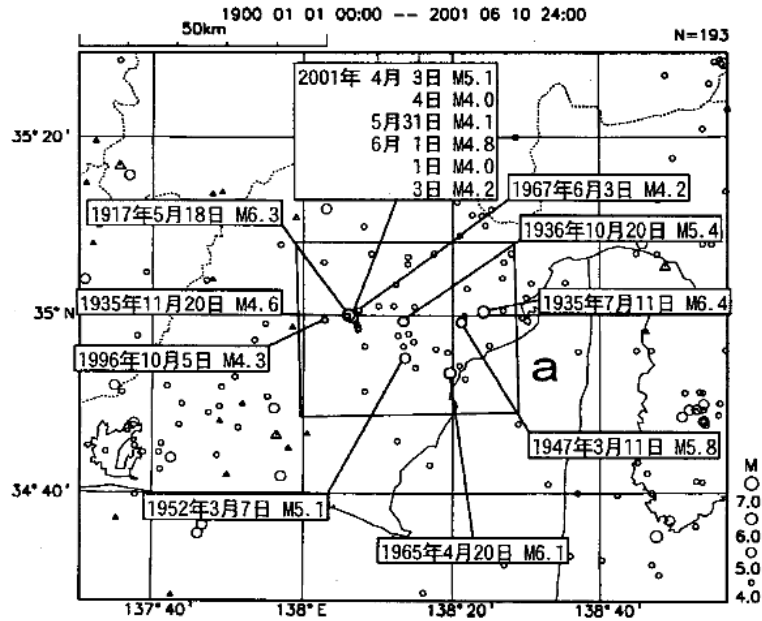 1900 01 01 00:00 -- 2001 06 10 24:00
50km
N=193
2001年 4月 3日 M5.1
4日 M4.0
5月31日 M4.1
6月 1日 M4.8
1日 M4.0
3日 M4.2
35°20'
1967年6月3日 M4.2
1917年5月18日 M6.3
1936年10月20日 M5.4
1935年11月20日 M4.6
35°N
1935年7月11日 M6.4
1996年10月5日 M4.3
a
1947年3月11日 M5.8
34°40'
1952年3月7日 M5.1
1965年4月20日 M6.1
M
7.0
6.0
5.0
4.0
137°40'
138°E
138°20'
138°40'